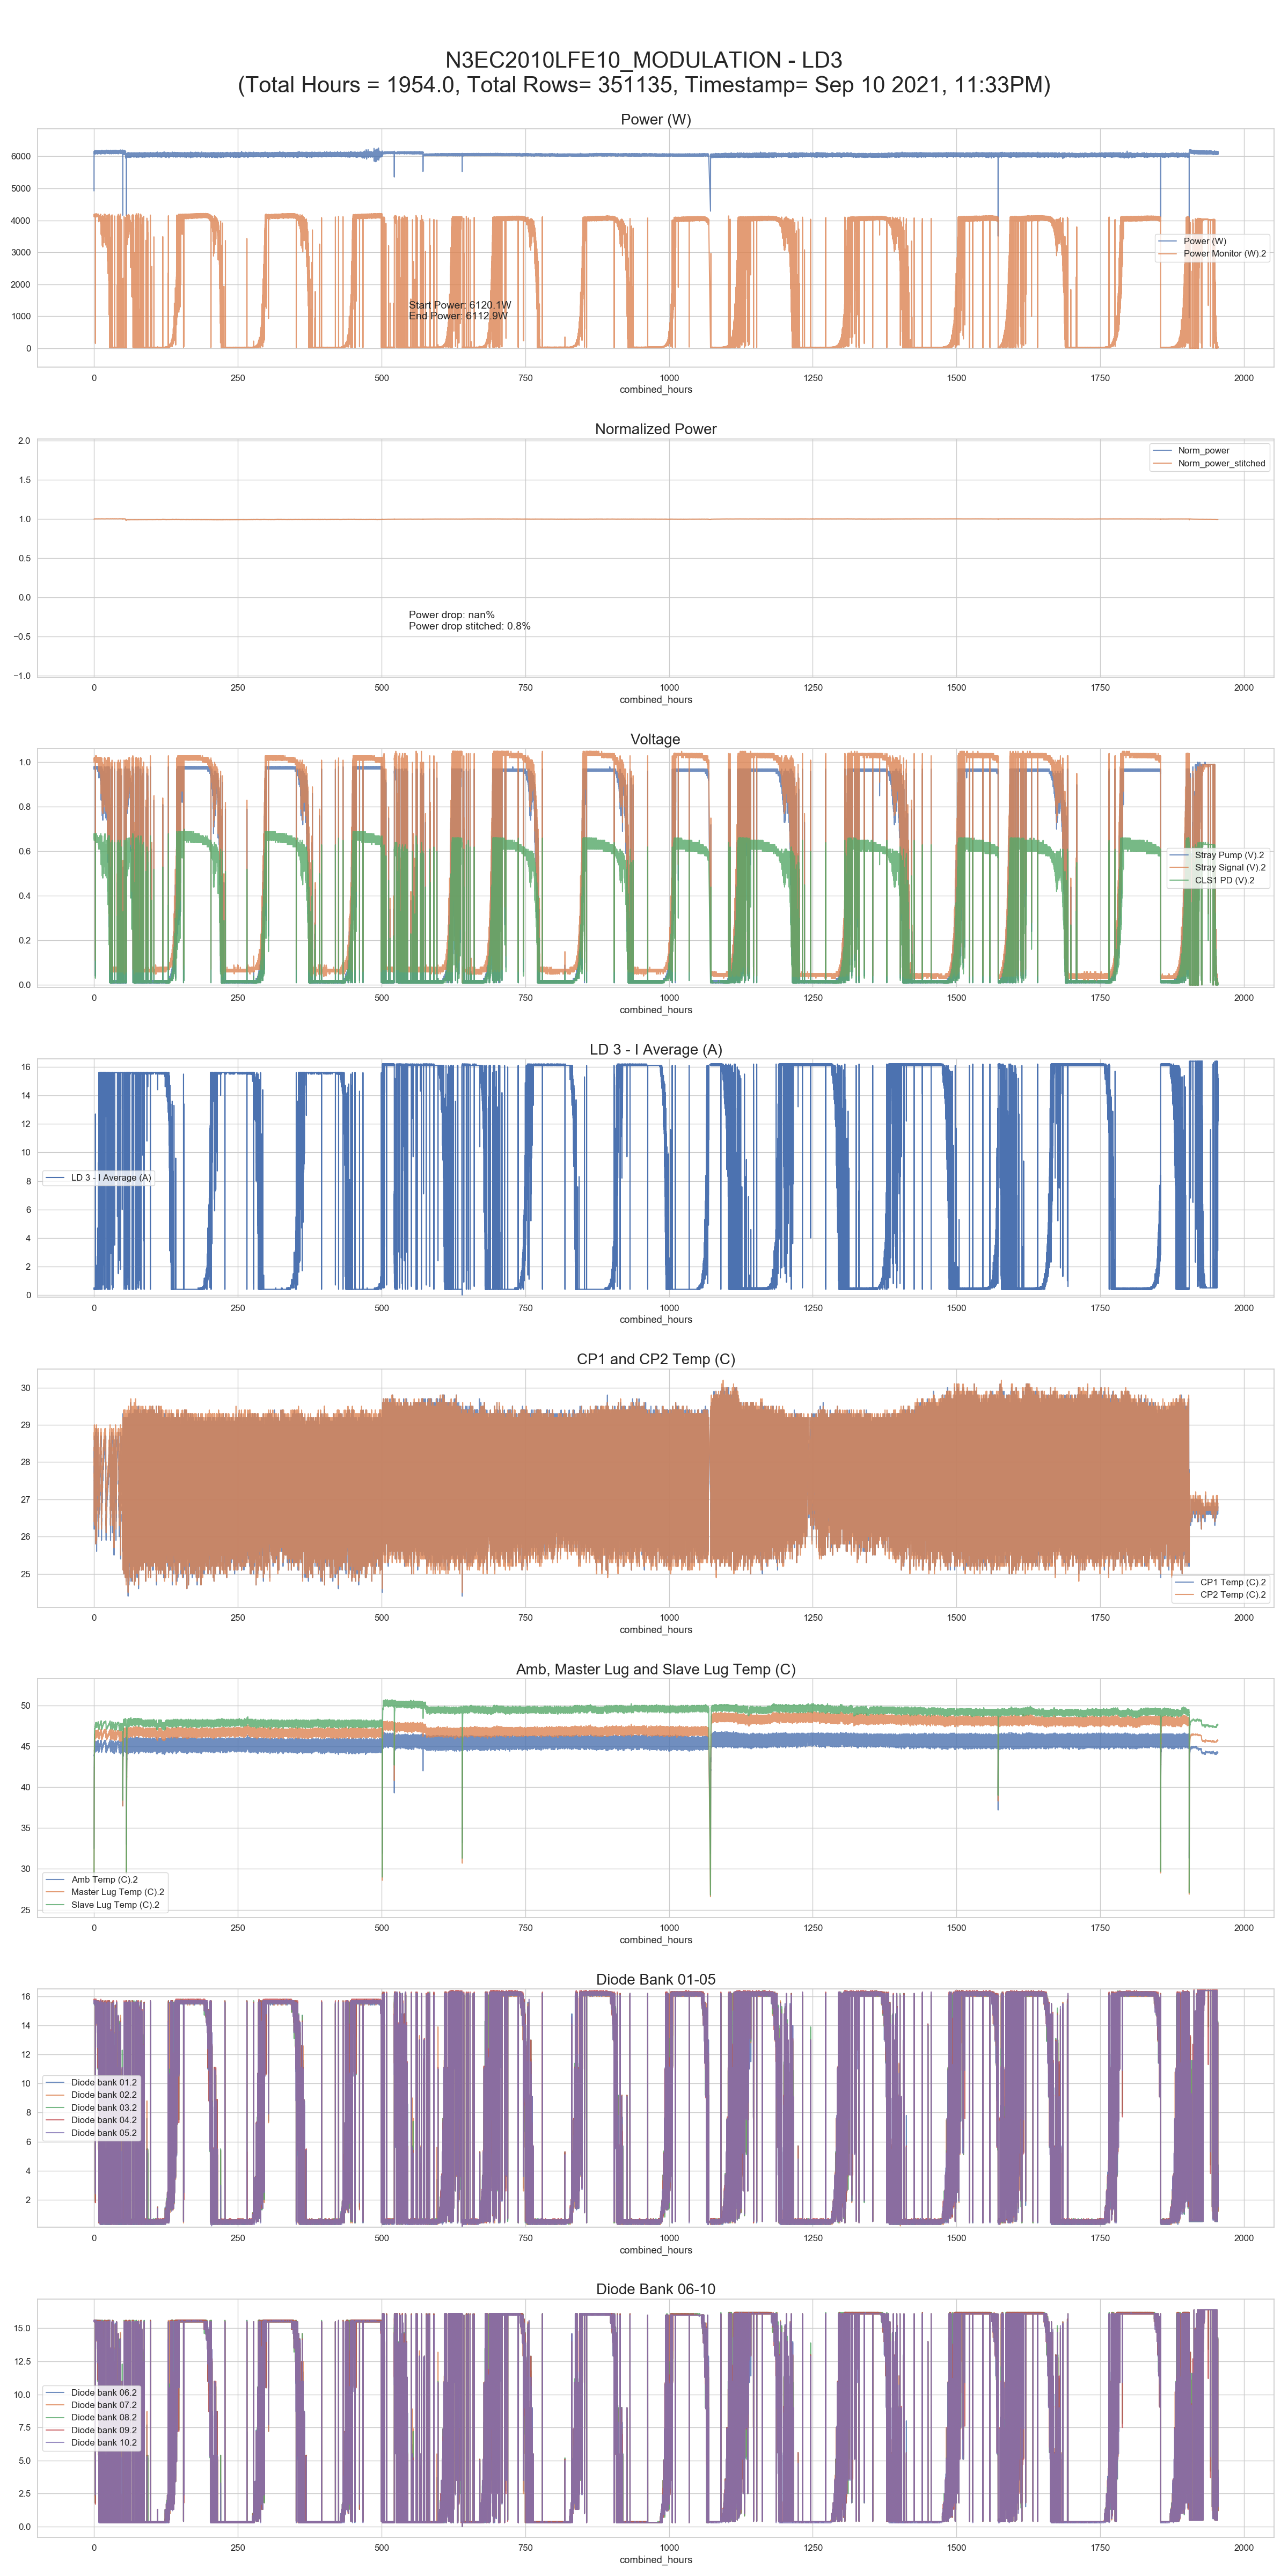 N3EC2010LFE10_MODULATION - LD3
(Total Hours = 1954.0, Total Rows= 351135, Timestamp= Sep 10 2021, 11:33PM)
Power (W)
6000
5000
4000
3000
2000
1000
0
Power (W)
Power Monitor (W).2
Start Power: 6120.1W
End Power: 6112.9W
0 250 500 750 1000 1250 1500 1750 2000
combined_hours
Normalized Power
2.0
1.5
1.0
0.5
0.0
−0.5
−1.0
Norm_power
Norm_power_stitched
Power drop: nan%
Power drop stitched: 0.8%
0 250 500 750 1000 1250 1500 1750 2000
combined_hours
Voltage
1.0
0.8
0.6
0.4
0.2
0.0
Stray Pump (V).2
Stray Signal (V).2
CLS1 PD (V).2
0 250 500 750 1000 1250 1500 1750 2000
combined_hours
LD 3 - I Average (A)
16
14
12
10
8
6
4
2
0
LD 3 - I Average (A)
0 250 500 750 1000 1250 1500 1750 2000
combined_hours
CP1 and CP2 Temp (C)
30
29
28
27
26
25
CP1 Temp (C).2
CP2 Temp (C).2
0 250 500 750 1000 1250 1500 1750 2000
combined_hours
Amb, Master Lug and Slave Lug Temp (C)
50
45
40
35
30
25
Amb Temp (C).2
Master Lug Temp (C).2
Slave Lug Temp (C).2
0 250 500 750 1000 1250 1500 1750 2000
combined_hours
Diode Bank 01-05
16
14
12
10
8
6
4
2
Diode bank 01.2
Diode bank 02.2
Diode bank 03.2
Diode bank 04.2
Diode bank 05.2
0 250 500 750 1000 1250 1500 1750 2000
combined_hours
Diode Bank 06-10
15.0
12.5
10.0
7.5
5.0
2.5
0.0
Diode bank 06.2
Diode bank 07.2
Diode bank 08.2
Diode bank 09.2
Diode bank 10.2
0 250 500 750 1000 1250 1500 1750 2000
combined_hours